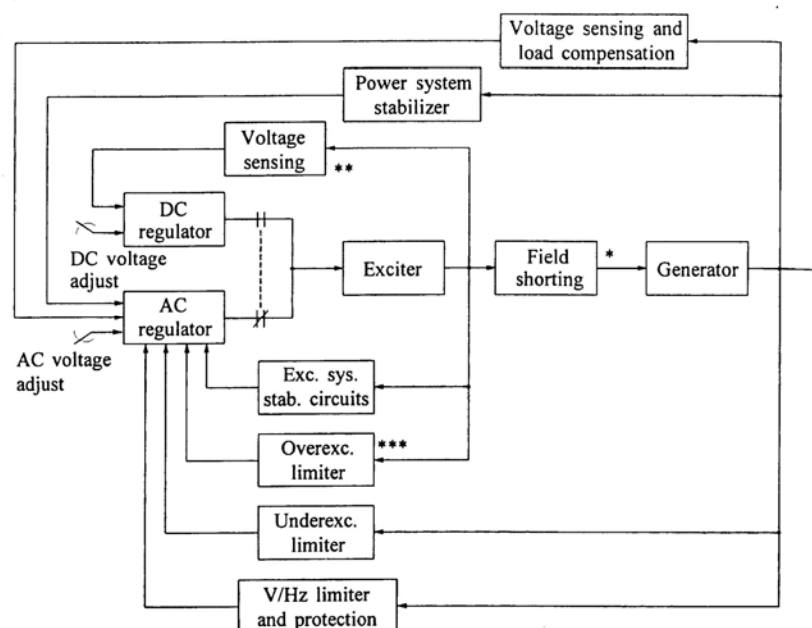 Voltage sensing and
load compensation
Power system
stabilizer
Voltage
sensing
**
DC
regulator
DC voltage
adjust
Exciter
Field
shorting
*
Generator
AC
regulator
AC voltage
adjust
Exc. sys.
stab. circuits
Overexc.
limiter
***
Underexc.
limiter
V/Hz limiter
and protection